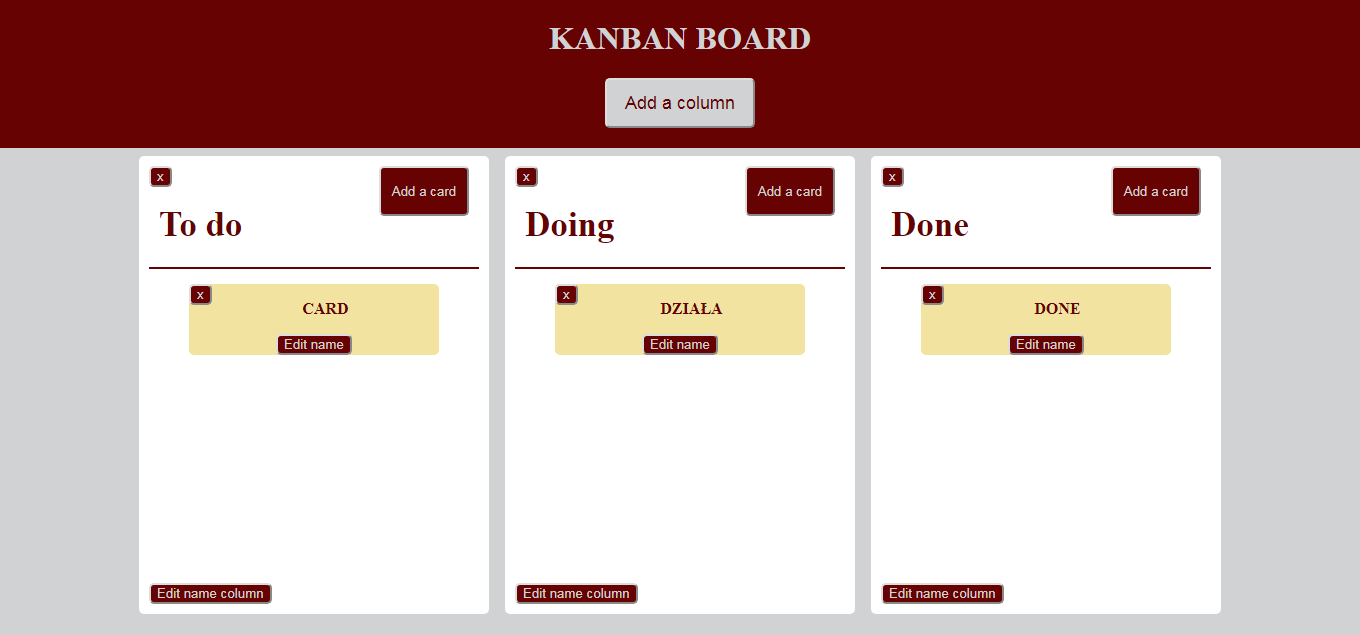 KANBAN BOARD
Add a column
x
Add a card
To do
x
CARD
Edit name
Edit name column
x
Add a card
Doing
x
DZIAŁA
Edit name
Edit name column
x
Add a card
Done
x
DONE
Edit name
Edit name column